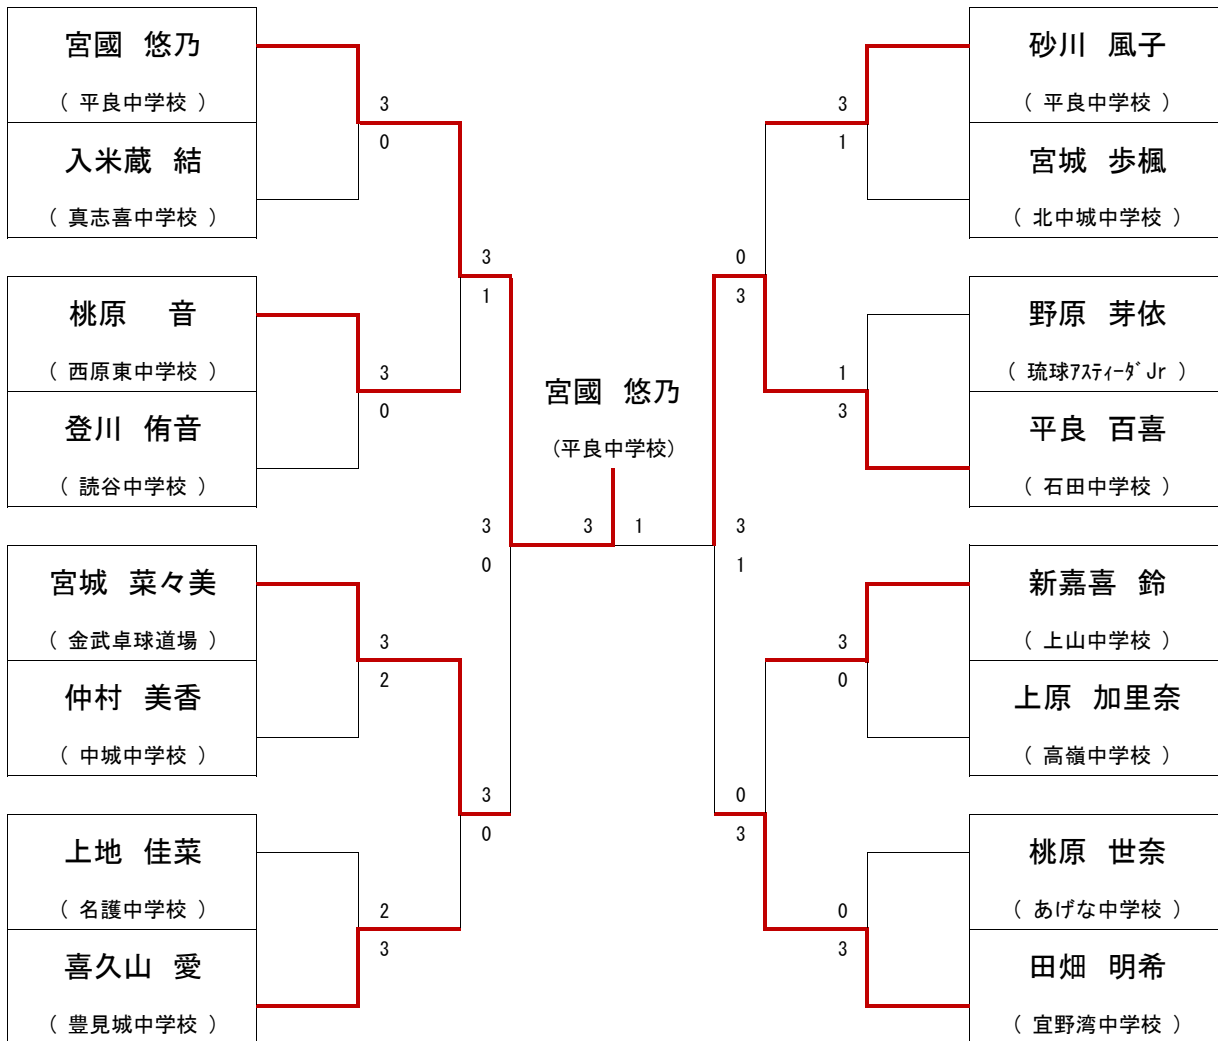 宮國 悠乃
( 平良中学校 )
入米蔵 結
( 真志喜中学校 )
3
0
桃原 音
( 西原東中学校 )
登川 侑音
( 読谷中学校 )
3
0
3
1
宮城 菜々美
( 金武卓球道場 )
仲村 美香
( 中城中学校 )
3
2
上地 佳菜
( 名護中学校 )
喜久山 愛
( 豊見城中学校 )
2
3
3
0
3
0
宮國 悠乃
(平良中学校)
3 1
砂川 風子
( 平良中学校 )
宮城 歩楓
( 北中城中学校 )
3
1
野原 芽依
( 琉球ｱｽﾃｨｰﾀﾞJr )
平良 百喜
( 石田中学校 )
1
3
0
3
新嘉喜 鈴
( 上山中学校 )
上原 加里奈
( 高嶺中学校 )
3
0
桃原 世奈
( あげな中学校 )
田畑 明希
( 宜野湾中学校 )
0
3
0
3
3
1